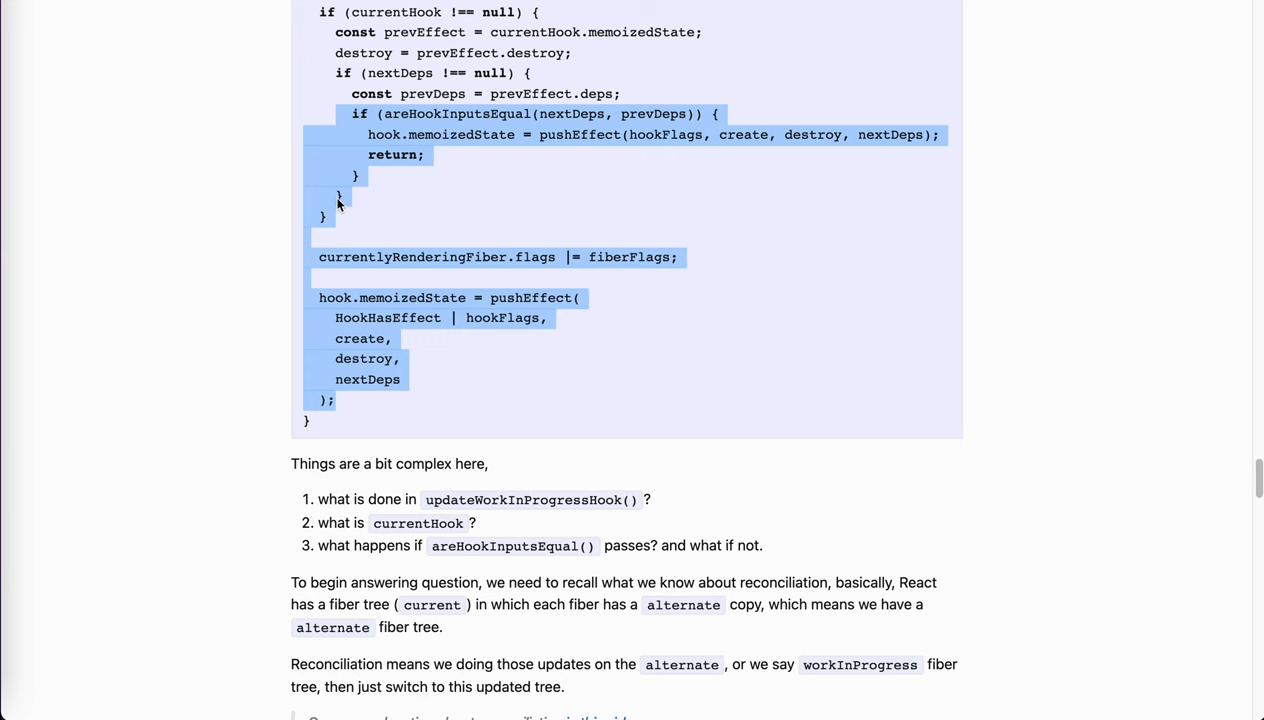 if (currentHook !== null) {
const prevEffect = currentHook.memoizedState;
destroy = prevEffect.destroy;
if (nextDeps !== null) {
const prevDeps = prevEffect.deps;
if (areHookInputsEqual(nextDeps, prevDeps)) {
hook.memoizedState = pushEffect(hookFlags, create, destroy, nextDeps);
return;
}
}
}
currentlyRenderingFiber.flags |= fiberFlags;
hook.memoizedState = pushEffect(
HookHasEffect | hookFlags,
create,
destroy,
nextDeps
);
}
Things are a bit complex here,
1. what is done in updateWorkInProgressHook() ?
2. what is currentHook ?
3. what happens if areHookInputsEqual() passes? and what if not.
To begin answering question, we need to recall what we know about reconciliation, basically, React
has a fiber tree ( current ) in which each fiber has a alternate copy, which means we have a
alternate fiber tree.
Reconciliation means we doing those updates on the alternate , or we say workInProgress fiber
tree, then just switch to this updated tree.